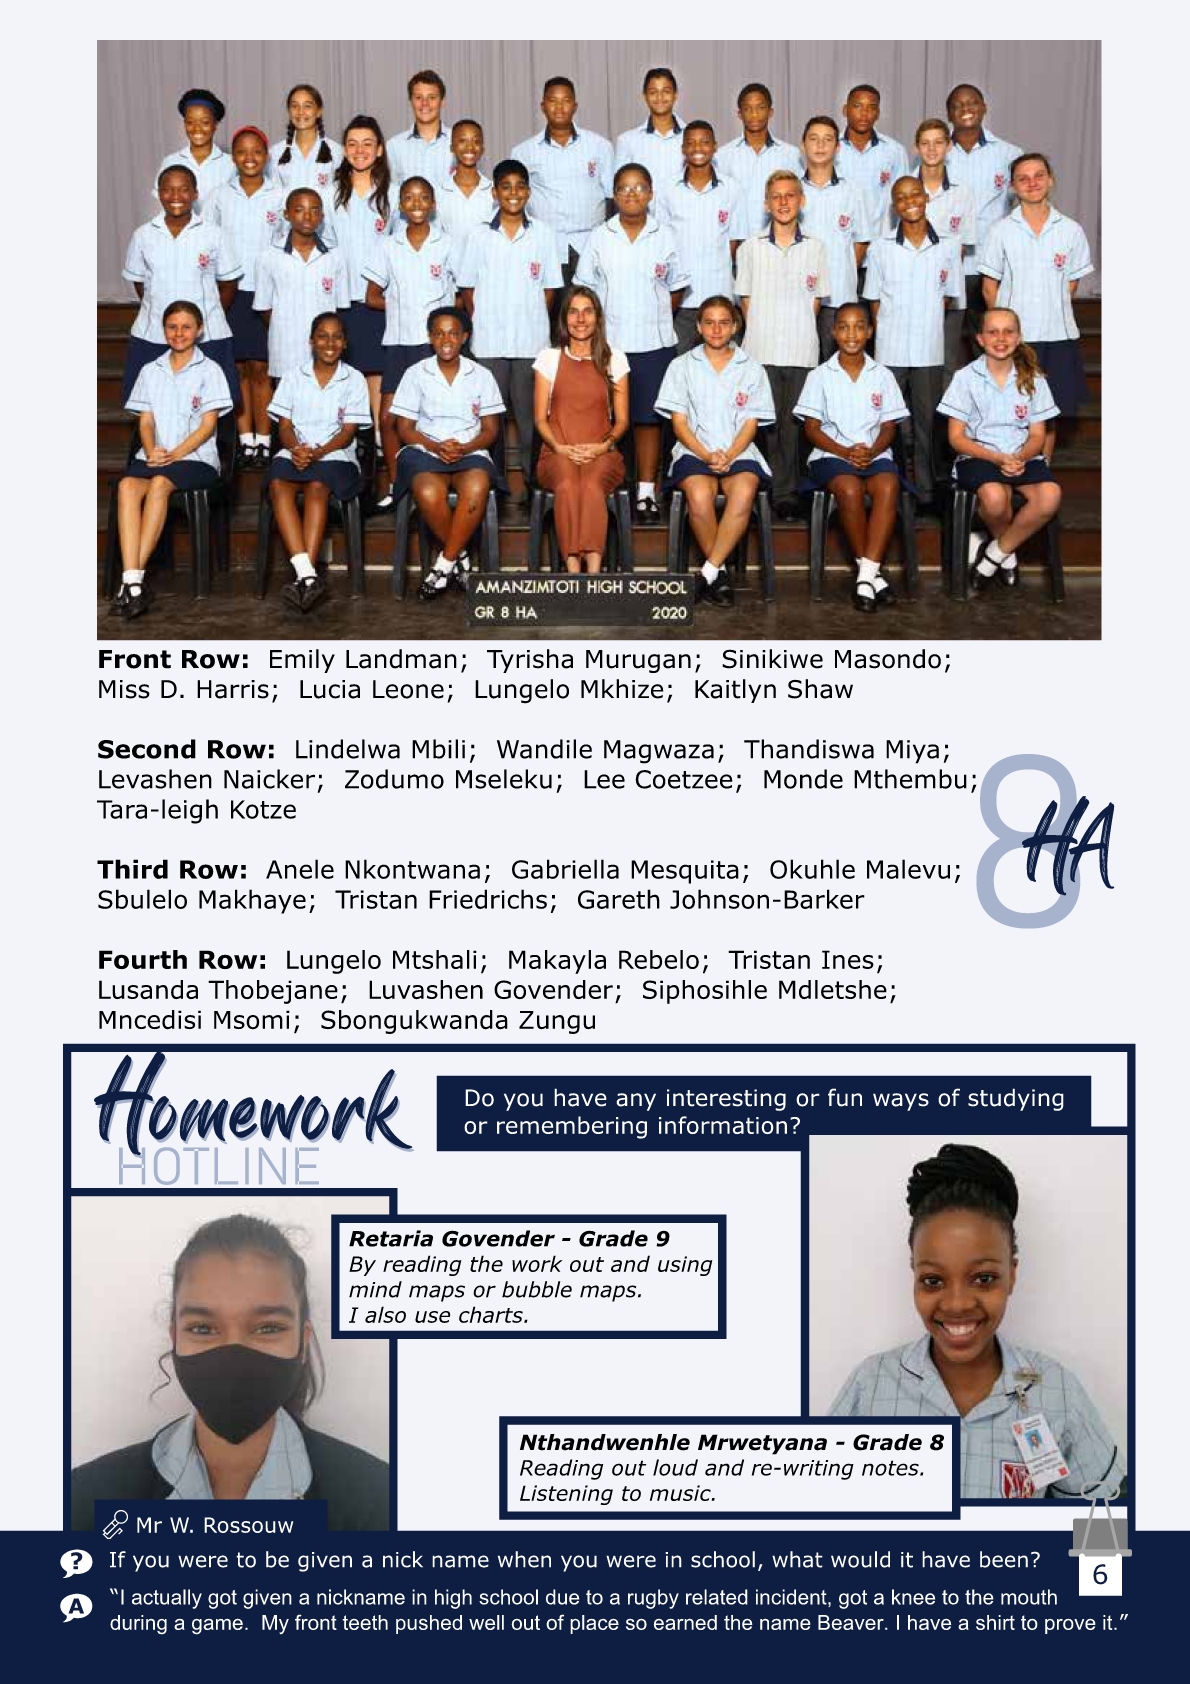 AMANZIMTOTI HIGH SCHOOL
GR 8 HA 2020
Front Row: Emily Landman; Tyrisha Murugan; Sinikiwe Masondo;
Miss D. Harris; Lucia Leone; Lungelo Mkhize; Kaitlyn Shaw
Second Row: Lindelwa Mbili; Wandile Magwaza; Thandiswa Miya;
Levashen Naicker; Zodumo Mseleku; Lee Coetzee; Monde Mthembu;
Tara-leigh Kotze
8 HA
Third Row: Anele Nkontwana; Gabriella Mesquita; Okuhle Malevu;
Sbulelo Makhaye; Tristan Friedrichs; Gareth Johnson-Barker
Fourth Row: Lungelo Mtshali; Makayla Rebelo; Tristan Ines;
Lusanda Thobejane; Luvashen Govender; Siphosihle Mdletshe;
Mncedisi Msomi; Sbongukwanda Zungu
Homework
HOTLINE
Do you have any interesting or fun ways of studying
or remembering information?
Retaria Govender - Grade 9
By reading the work out and using
mind maps or bubble maps.
I also use charts.
Nthandwenhle Mrwetyana - Grade 8
Reading out loud and re-writing notes.
Listening to music.
Mr W. Rossouw
? If you were to be given a nick name when you were in school, what would it have been?
6
A "I actually got given a nickname in high school due to a rugby related incident, got a knee to the mouth
during a game. My front teeth pushed well out of place so earned the name Beaver. I have a shirt to prove it."